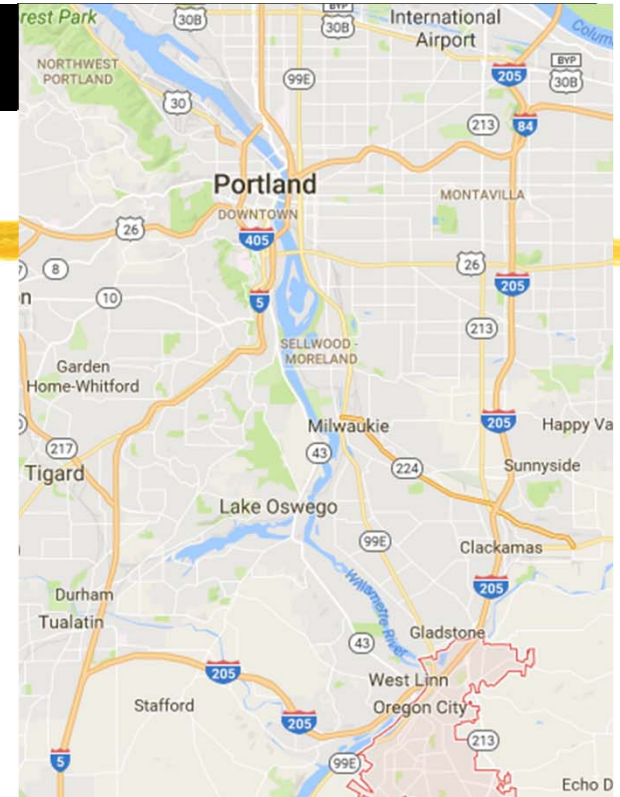 rest Park
30B
BYP
30B
International
Airport
Colum
NORTHWEST
PORTLAND
99E
205
BYP
30B
30
213
84
Portland
MONTAVILLA
DOWNTOWN
26
405
26
8
205
n
10
5
213
SELLWOOD -
MORELAND
Garden
Home-Whitford
Milwaukie
205
Happy Va
217
43
224
Sunnyside
Tigard
Lake Oswego
99E
Clackamas
Willamette River
205
Durham
Tualatin
Gladstone
43
205
West Linn
Stafford
Oregon City
205
213
5
99E
Echo D